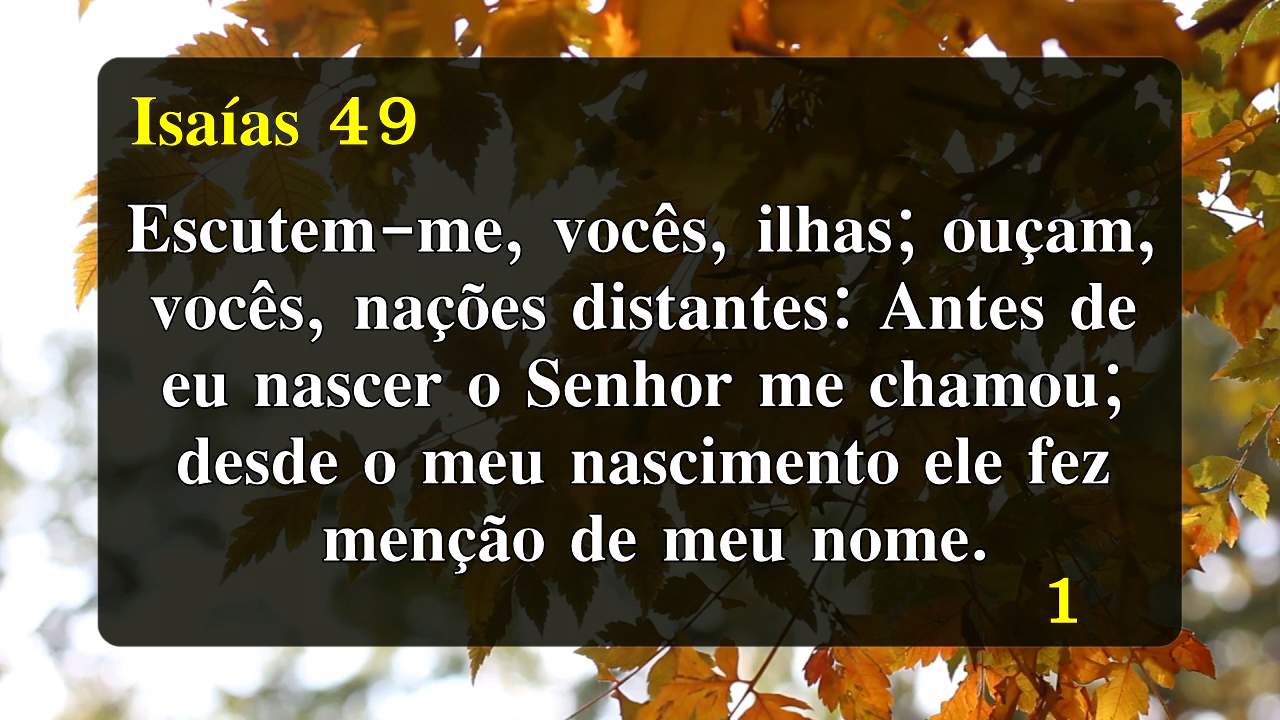 Isaías 49
Escutem-me, vocês, ilhas; ouçam,
vocês, nações distantes: Antes de
eu nascer o Senhor me chamou;
desde o meu nascimento ele fez
menção de meu nome.
1